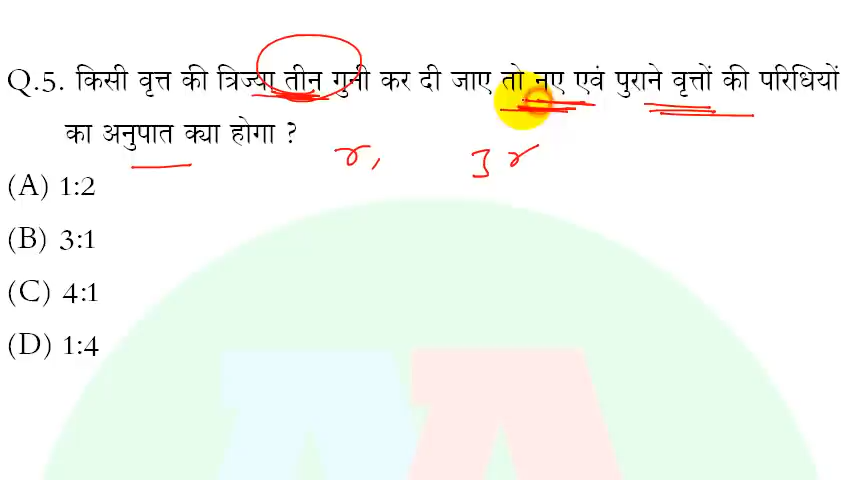 Q.5. किसी वृत्त की त्रिज्या तीन गुनी कर दी जाए तो नए एवं पुराने वृत्तों की परिधियों
का अनुपात क्या होगा ?
r, 3r
(A) 1:2
(B) 3:1
(C) 4:1
(D) 1:4